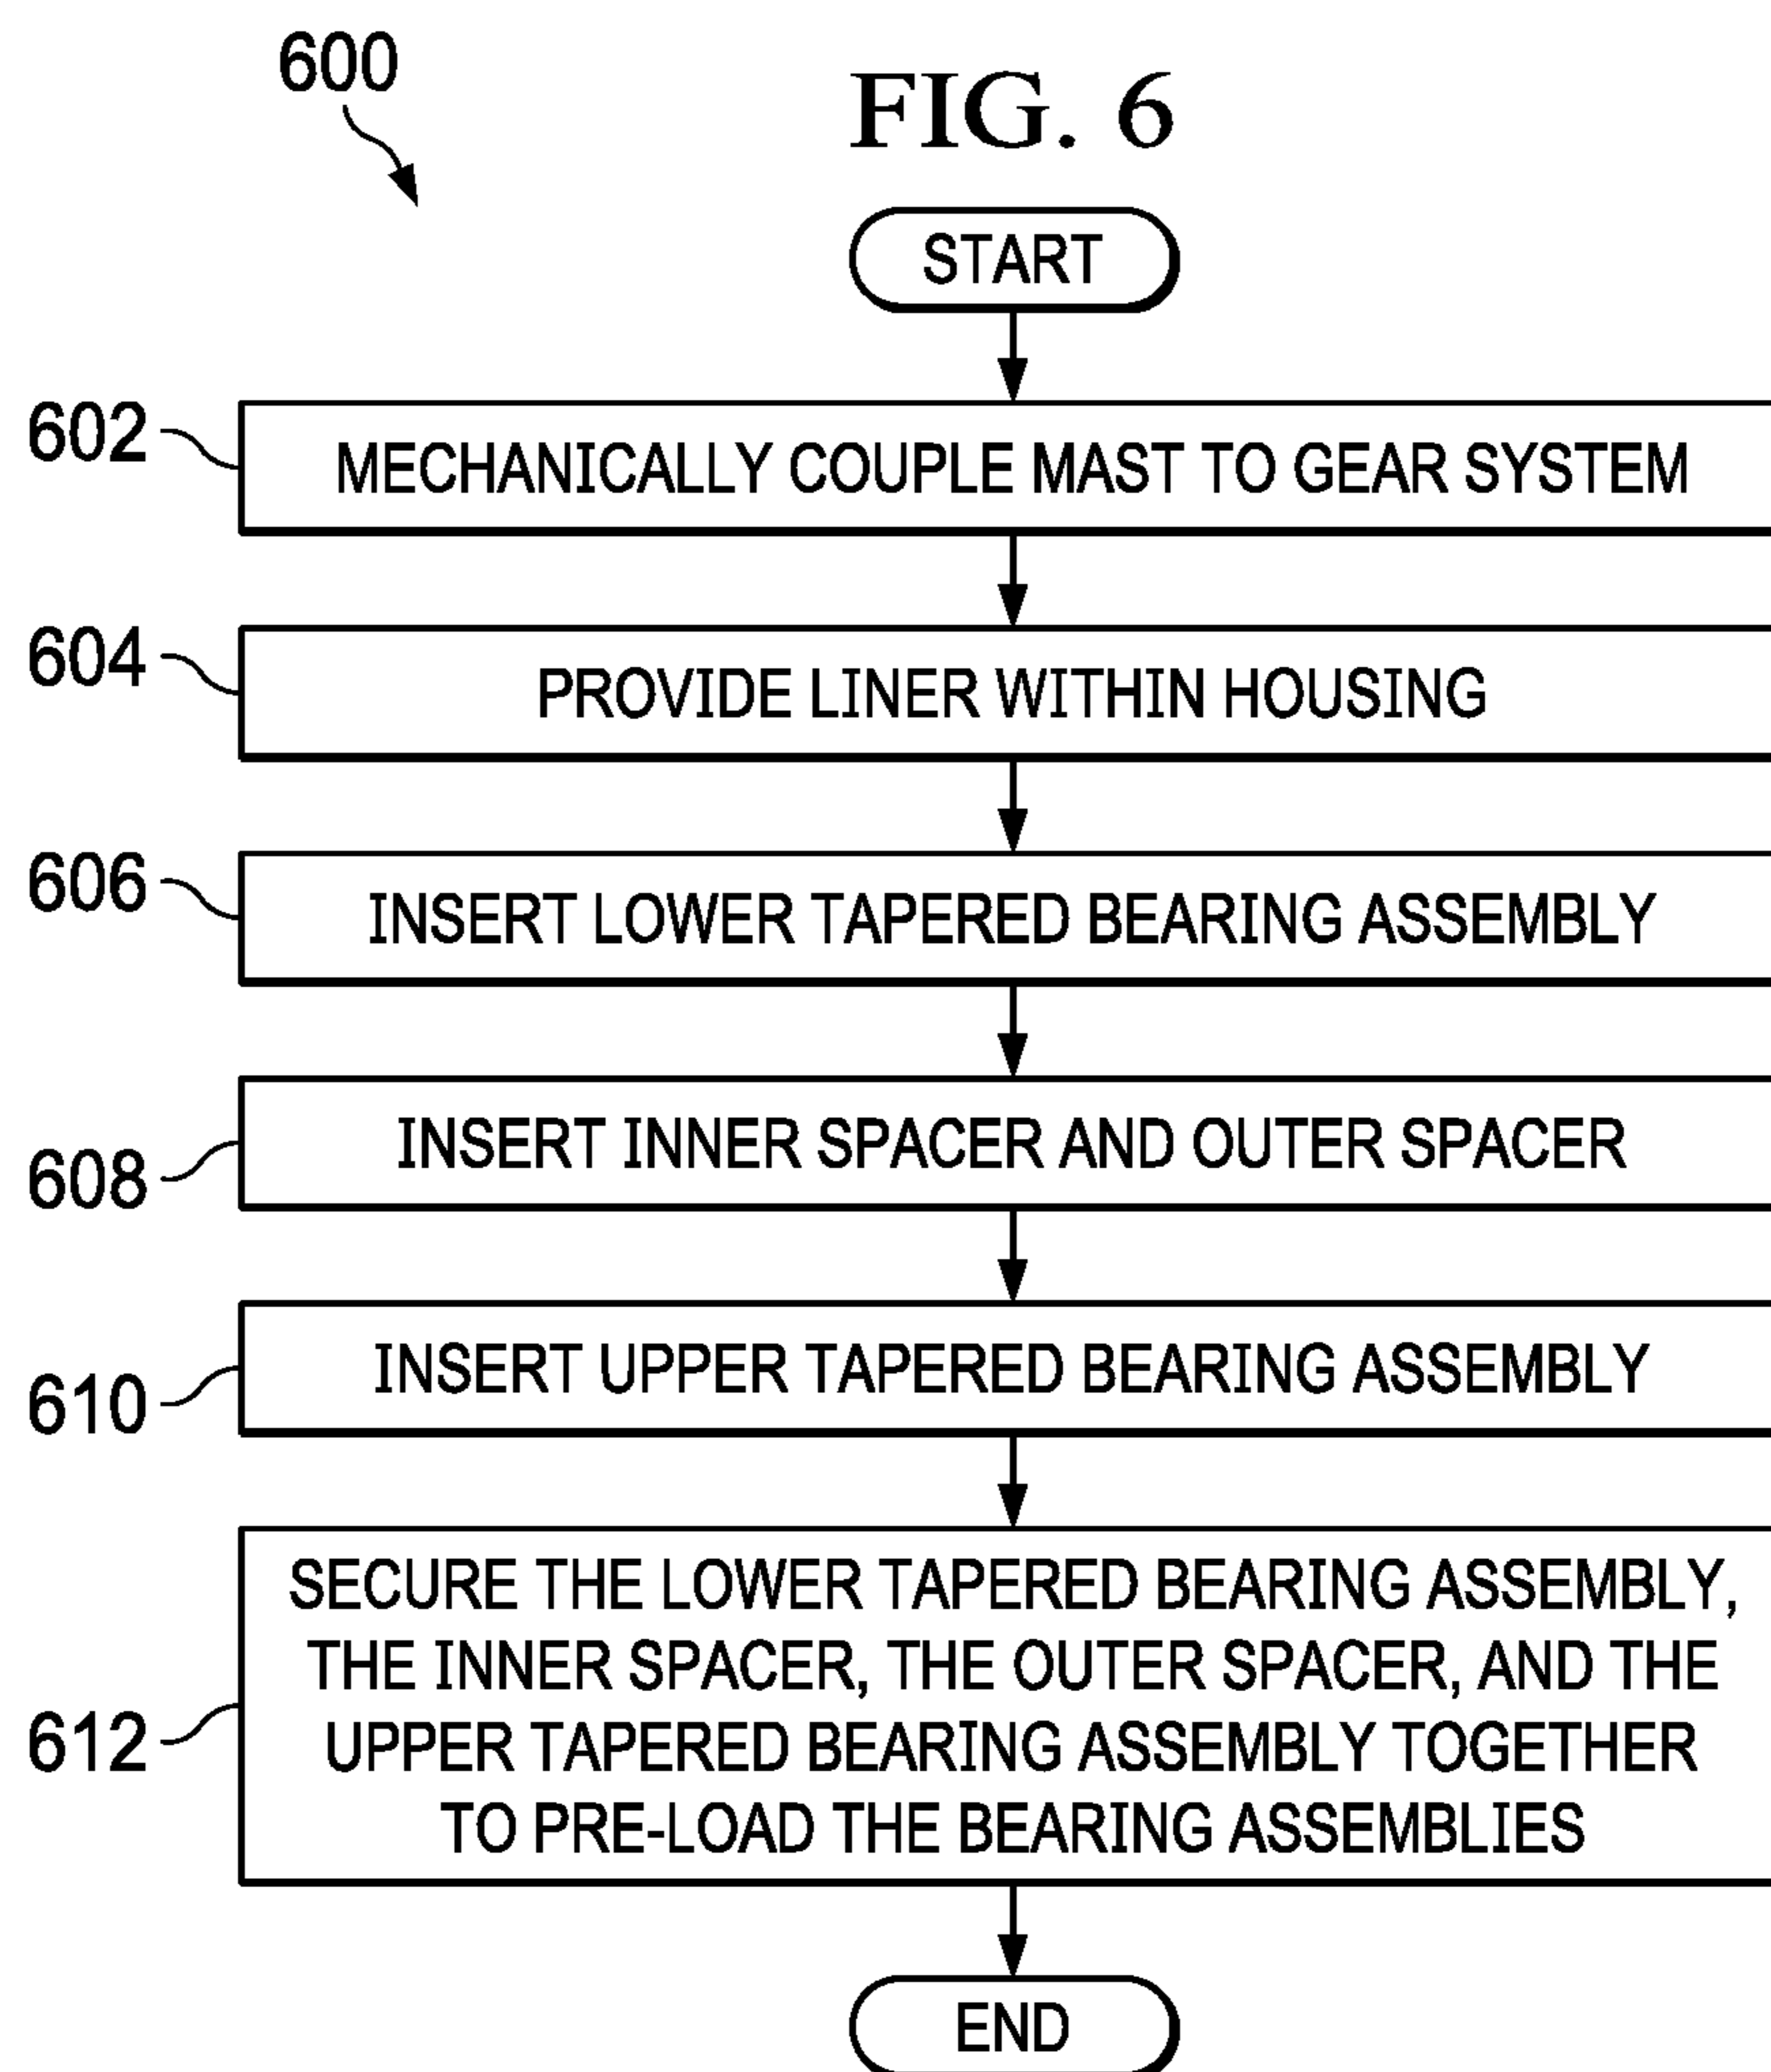 600
FIG. 6
START
602
MECHANICALLY COUPLE MAST TO GEAR SYSTEM
604
PROVIDE LINER WITHIN HOUSING
606
INSERT LOWER TAPERED BEARING ASSEMBLY
608
INSERT INNER SPACER AND OUTER SPACER
610
INSERT UPPER TAPERED BEARING ASSEMBLY
612
SECURE THE LOWER TAPERED BEARING ASSEMBLY,
THE INNER SPACER, THE OUTER SPACER, AND THE
UPPER TAPERED BEARING ASSEMBLY TOGETHER
TO PRE-LOAD THE BEARING ASSEMBLIES
END